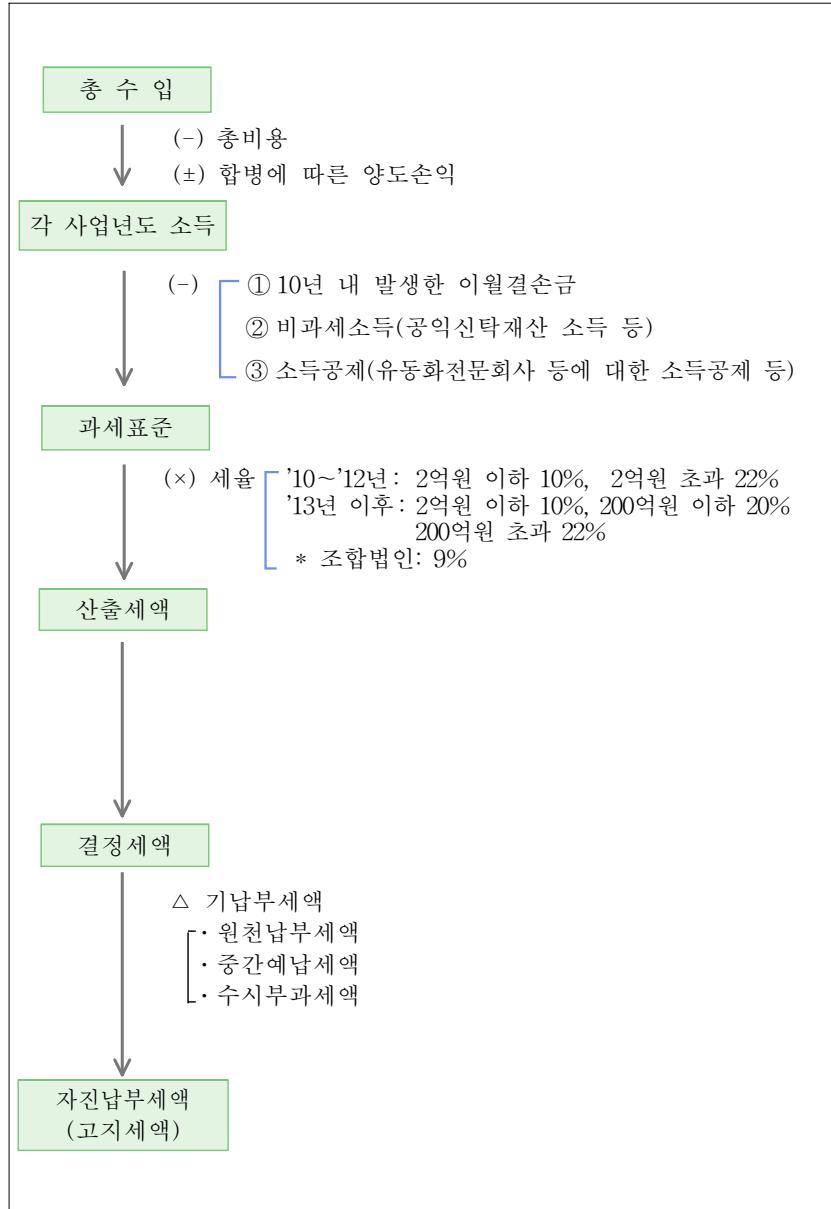 총 수 입
(-) 총비용
(±) 합병에 따른 양도손익
각 사업년도 소득
(-) ① 10년 내 발생한 이월결손금
② 비과세소득(공익신탁재산 소득 등)
③ 소득공제(유동화전문회사 등에 대한 소득공제 등)
과세표준
(×) 세율 '10～'12년 : 2억원 이하 10%, 2억원 초과 22%
'13년 이후 : 2억원 이하 10%, 200억원 이하 20%
200억원 초과 22%
* 조합법인: 9%
산출세액
결정세액
△ 기납부세액
· 원천납부세액
· 중간예납세액
· 수시부과세액
자진납부세액
(고지세액)